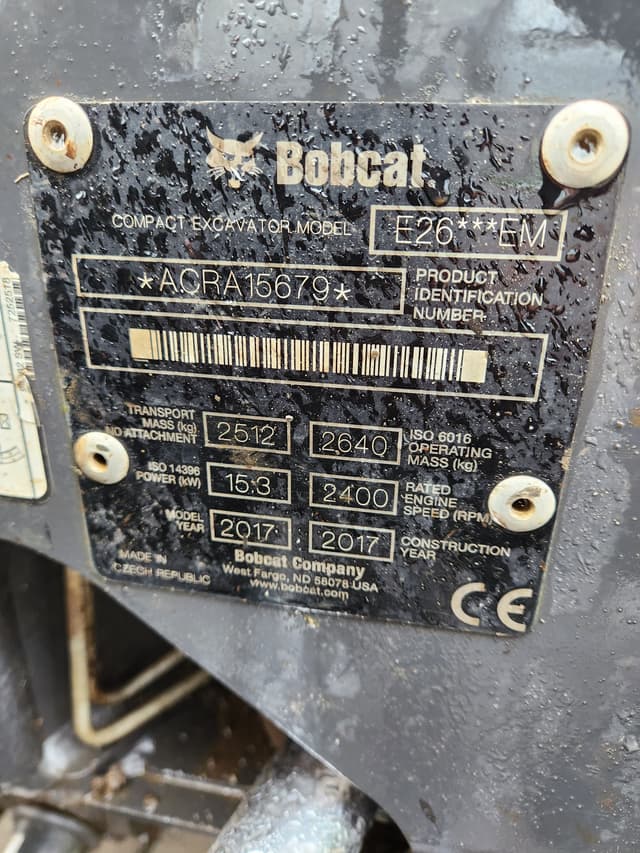 Bobcat.
COMPACT EXCAVATOR MODEL E26***EM
*ACRA15679* PRODUCT
IDENTIFICATION
NUMBER
TRANSPORT
MASS (kg)
NO ATTACHMENT 2512 2640 ISO 6016
OPERATING
MASS (kg)
ISO 14396
POWER (kW) 15.3 2400 RATED
ENGINE
SPEED (RPM)
MODEL
YEAR 2017 2017 CONSTRUCTION
YEAR
MADE IN
CZECH REPUBLIC
Bobcat Company
West Fargo, ND 58078 USA
www.bobcat.com
CE